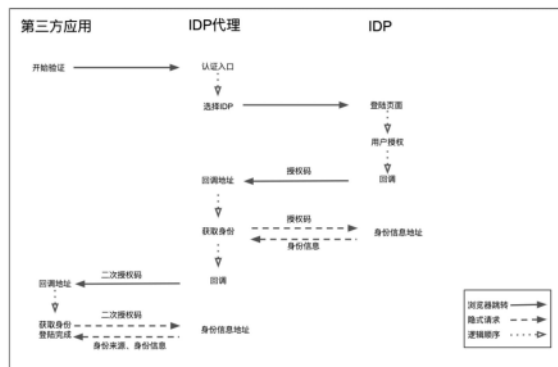 第三方应用
IDP代理
IDP
开始验证
认证入口
选择IDP
登陆页面
用户授权
授权码
回调地址
回调
授权码
获取身份
身份信息
身份信息地址
二次授权码
回调地址
回调
二次授权码
获取身份
登陆完成
身份来源、身份信息
身份信息地址
浏览器跳转
隐式请求
逻辑顺序